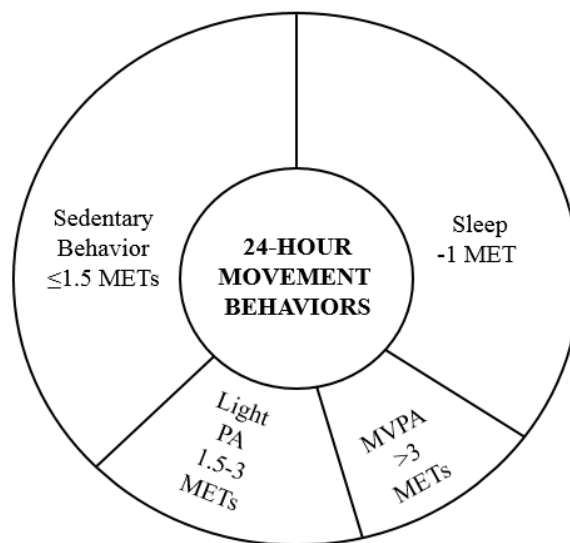 24-HOUR
MOVEMENT
BEHAVIORS
Sleep
-1 MET
MVPA
>3
METs
Light
PA
1.5-3
METs
Sedentary
Behavior
≤1.5 METs